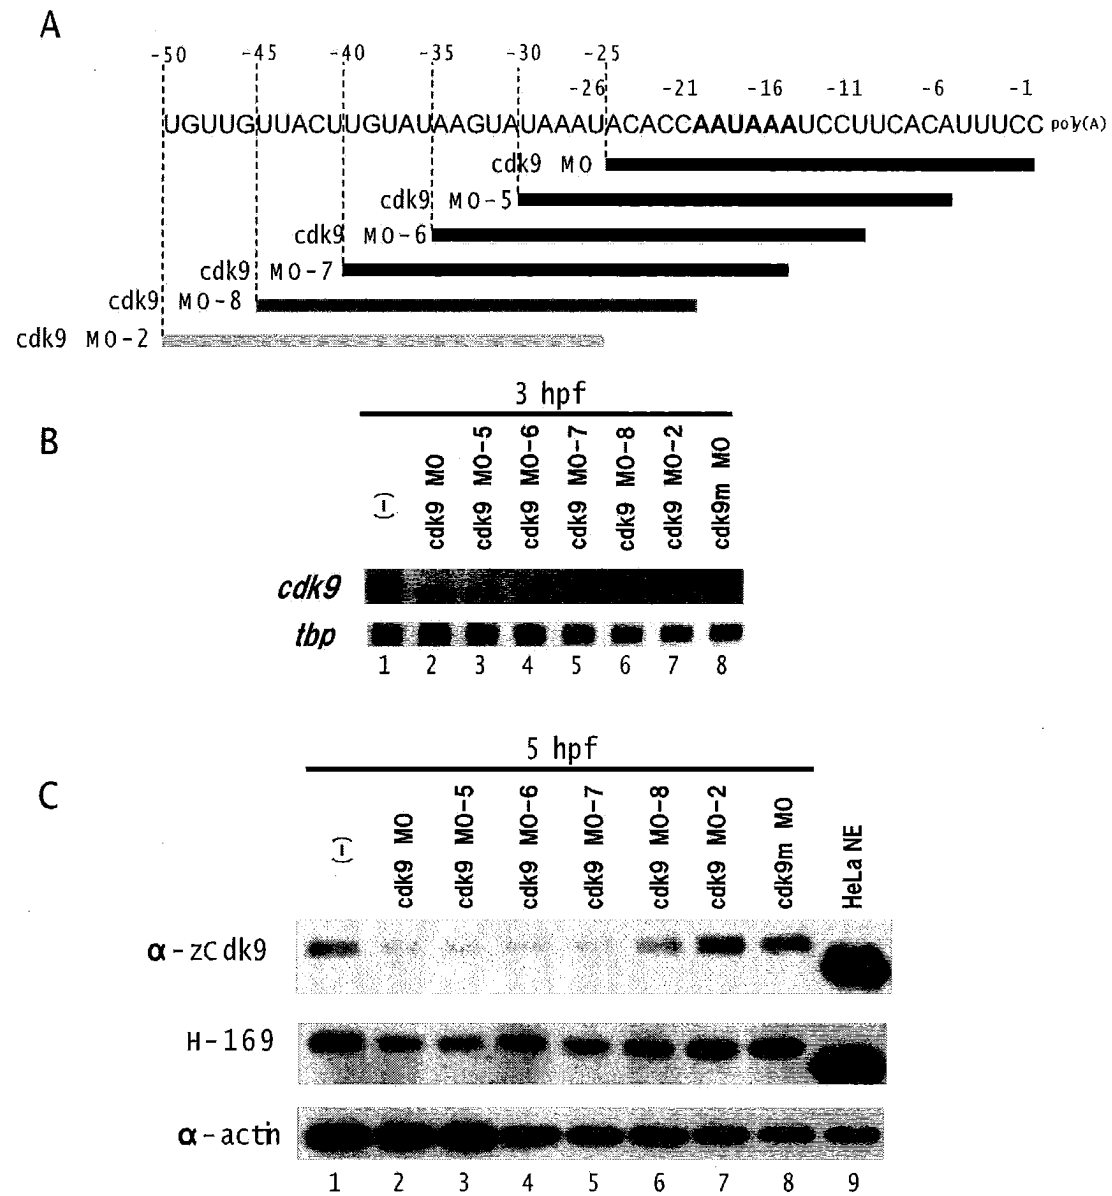 A
-50 -45 -40 -35 -30 -25
-26 -21 -16 -11 -6 -1
UGUUGUUACUUGUAUAAGUAUAAAUACACCAAUAAAUCCUUCACAUUUCC poly(A)
cdk9 MO
cdk9 MO-5
cdk9 MO-6
cdk9 MO-7
cdk9 MO-8
cdk9 MO-2
3 hpf
B
(-) cdk9 MO cdk9 MO-5 cdk9 MO-6 cdk9 MO-7 cdk9 MO-8 cdk9 MO-2 cdk9m MO
cdk9
tbp
1 2 3 4 5 6 7 8
5 hpf
C
(-) cdk9 MO cdk9 MO-5 cdk9 MO-6 cdk9 MO-7 cdk9 MO-8 cdk9 MO-2 cdk9m MO HeLa NE
α-zCdk9
H-169
α-actin
1 2 3 4 5 6 7 8 9